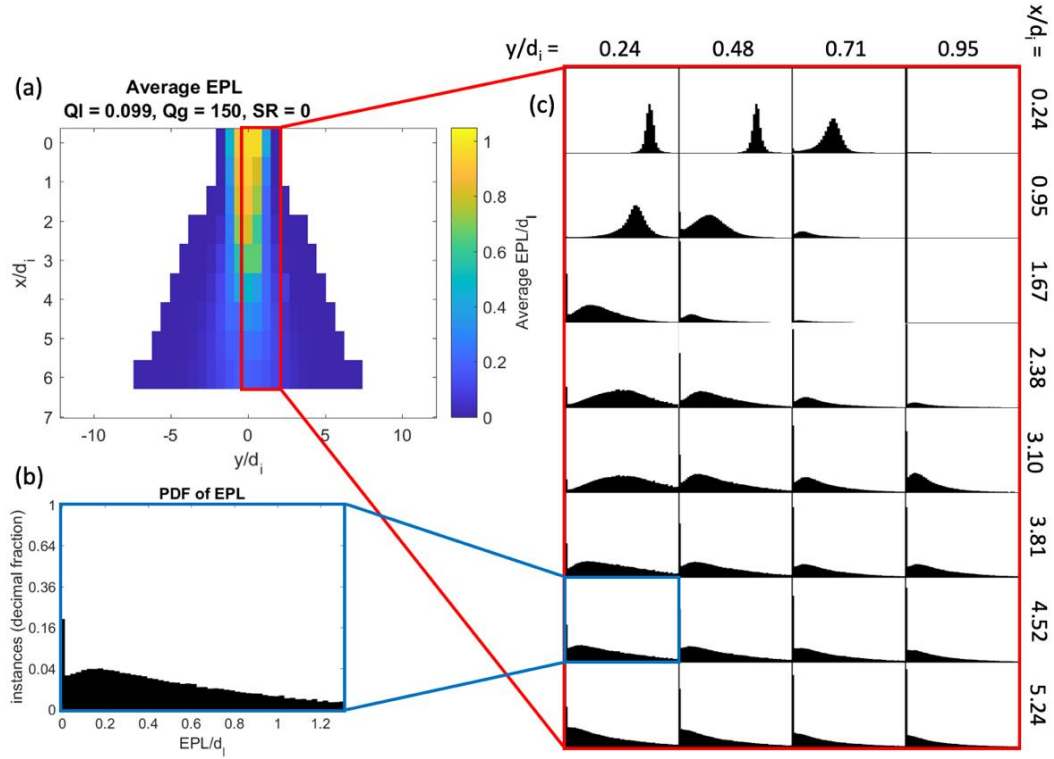 (a)
Average EPL
Ql = 0.099, Qg = 150, SR = 0
0
1
2
3
4
5
6
7
x/di
-10
-5
0
5
10
y/di
1
0.8
0.6
0.4
0.2
0
Average EPL/dl
(b)
PDF of EPL
1
0.64
0.36
0.16
0.04
0
instances (decimal fraction)
0 0.2 0.4 0.6 0.8 1 1.2
EPL/dl
(c)
y/di = 0.24 0.48 0.71 0.95
x/di =
0.24
0.95
1.67
2.38
3.10
3.81
4.52
5.24